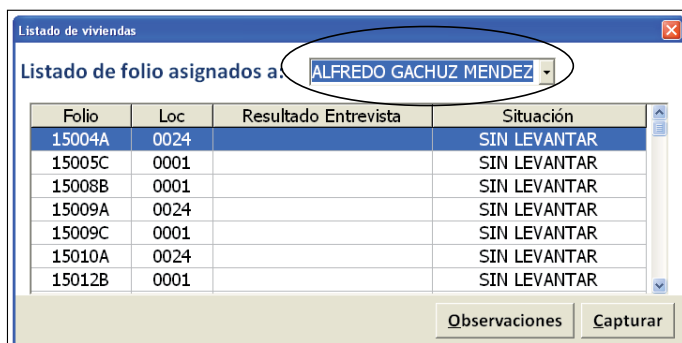 Listado de viviendas
Listado de folio asignados a: ALFREDO GACHUZ MENDEZ
Folio Loc Resultado Entrevista Situación
15004A 0024 SIN LEVANTAR
15005C 0001 SIN LEVANTAR
15008B 0001 SIN LEVANTAR
15009A 0024 SIN LEVANTAR
15009C 0001 SIN LEVANTAR
15010A 0024 SIN LEVANTAR
15012B 0001 SIN LEVANTAR
Observaciones Capturar